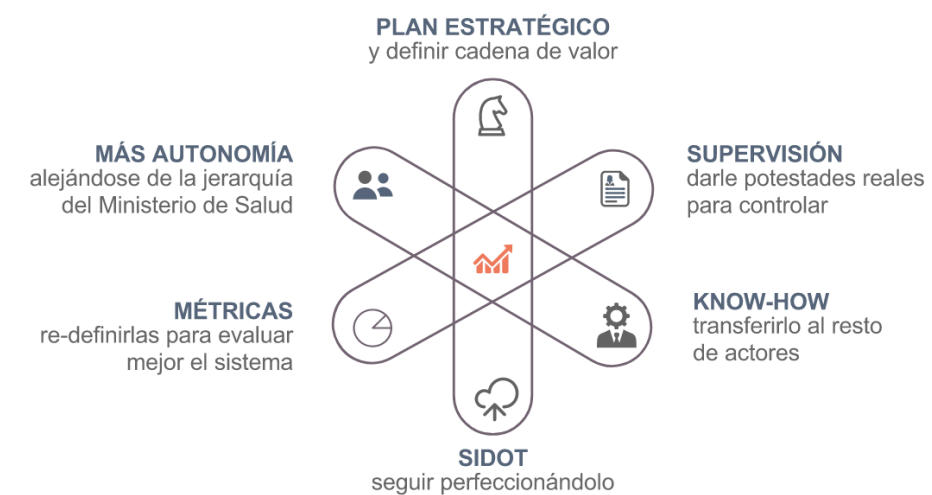 PLAN ESTRATÉGICO
y definir cadena de valor
MÁS AUTONOMÍA
alejándose de la jerarquía
del Ministerio de Salud
SUPERVISIÓN
darle potestades reales
para controlar
MÉTRICAS
re-definirlas para evaluar
mejor el sistema
KNOW-HOW
transferirlo al resto
de actores
SIDOT
seguir perfeccionándolo